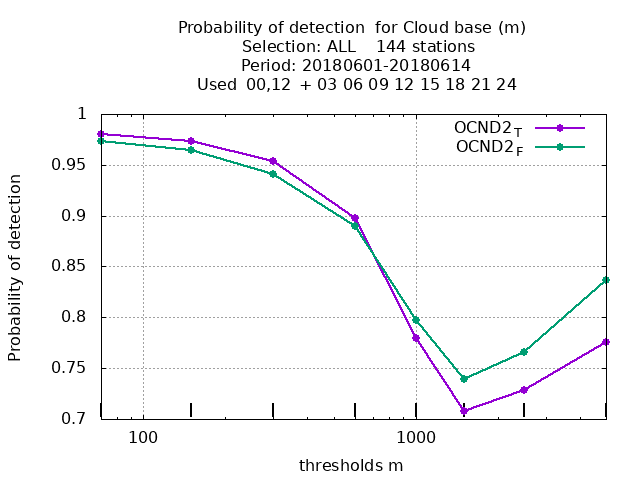 Probability of detection  for Cloud base (m)
Selection: ALL    144 stations
Period: 20180601-20180614
Used  00,12  + 03 06 09 12 15 18 21 24
1
0.95
0.9
0.85
0.8
0.75
0.7
Probability of detection
OCND2T
OCND2F
100
1000
thresholds m